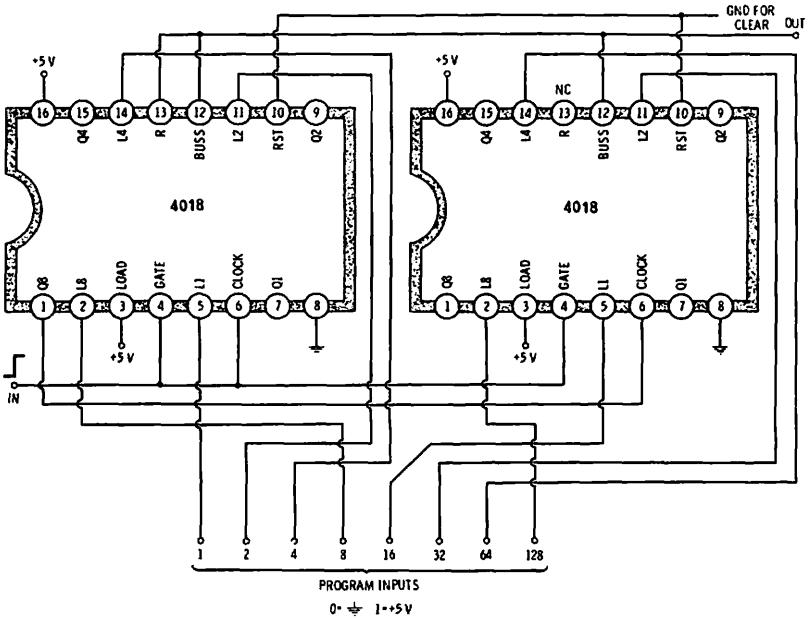 GND FOR
CLEAR
OUT
+5 V
+5 V
NC
16 15 14 13 12 11 10 9
Q4 L4 R BUSS L2 RST Q2
16 15 14 13 12 11 10 9
Q4 L4 R BUSS L2 RST Q2
4018
4018
Q8 L8 LOAD GATE L1 CLOCK Q1
1 2 3 4 5 6 7 8
Q8 L8 LOAD GATE L1 CLOCK Q1
1 2 3 4 5 6 7 8
+5 V
+5 V
IN
1 2 4 8 16 32 64 128
PROGRAM INPUTS
0= 1=+5 V